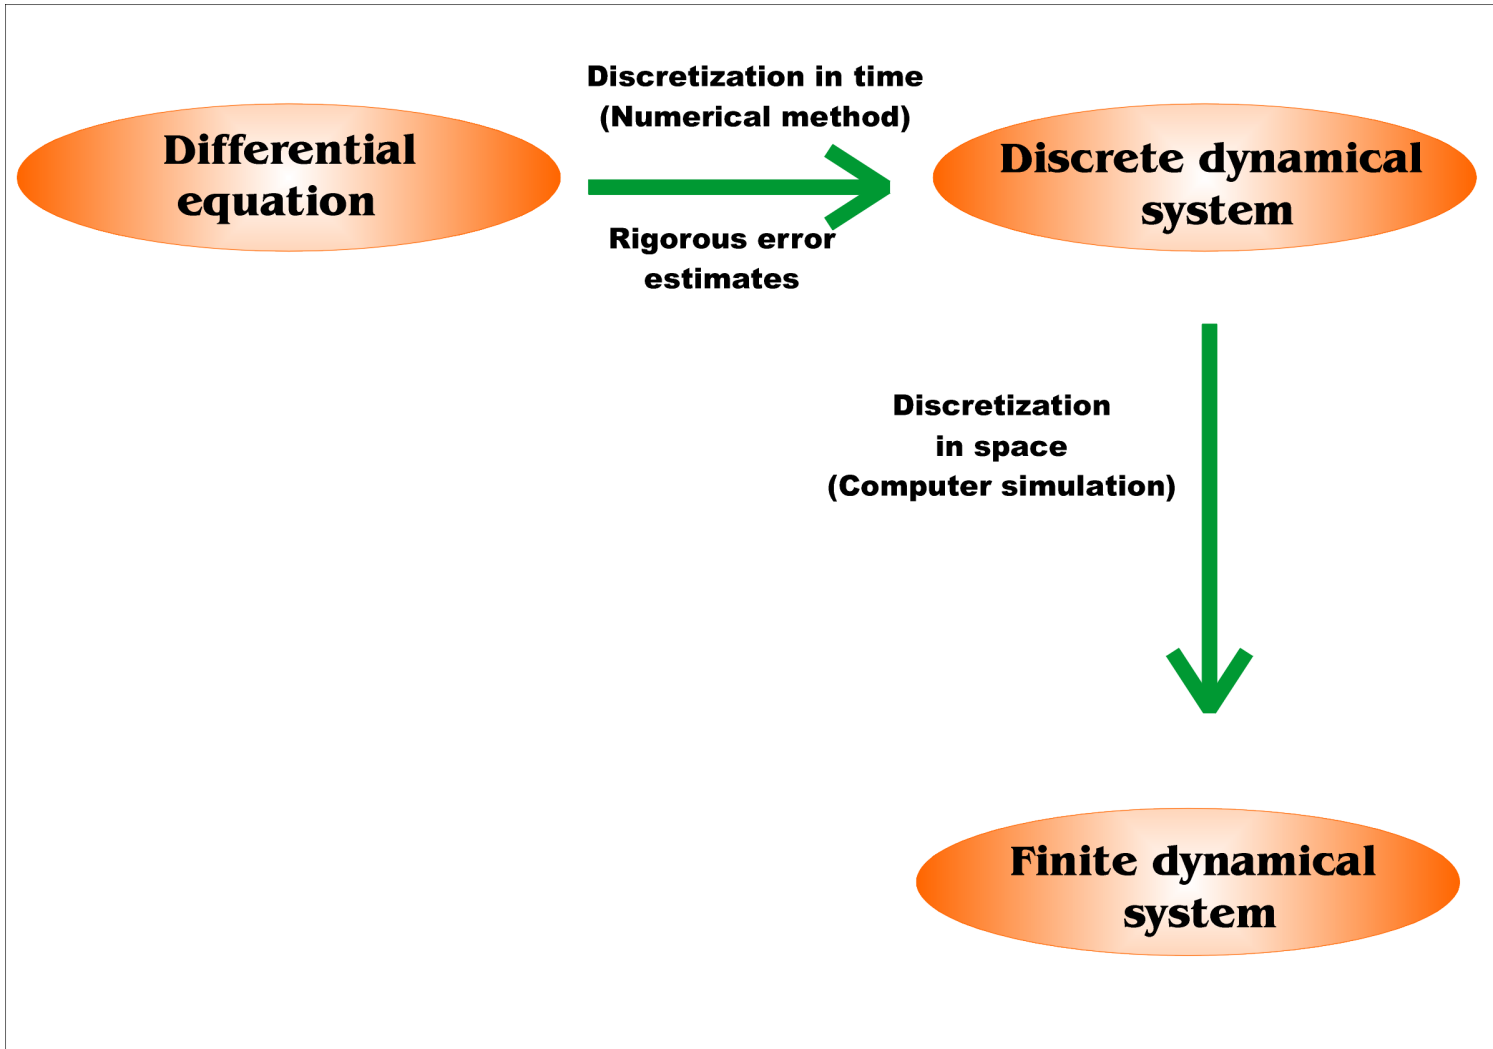 Differential
equation
Discretization in time
(Numerical method)
Rigorous error
estimates
Discrete dynamical
system
Discretization
in space
(Computer simulation)
Finite dynamical
system